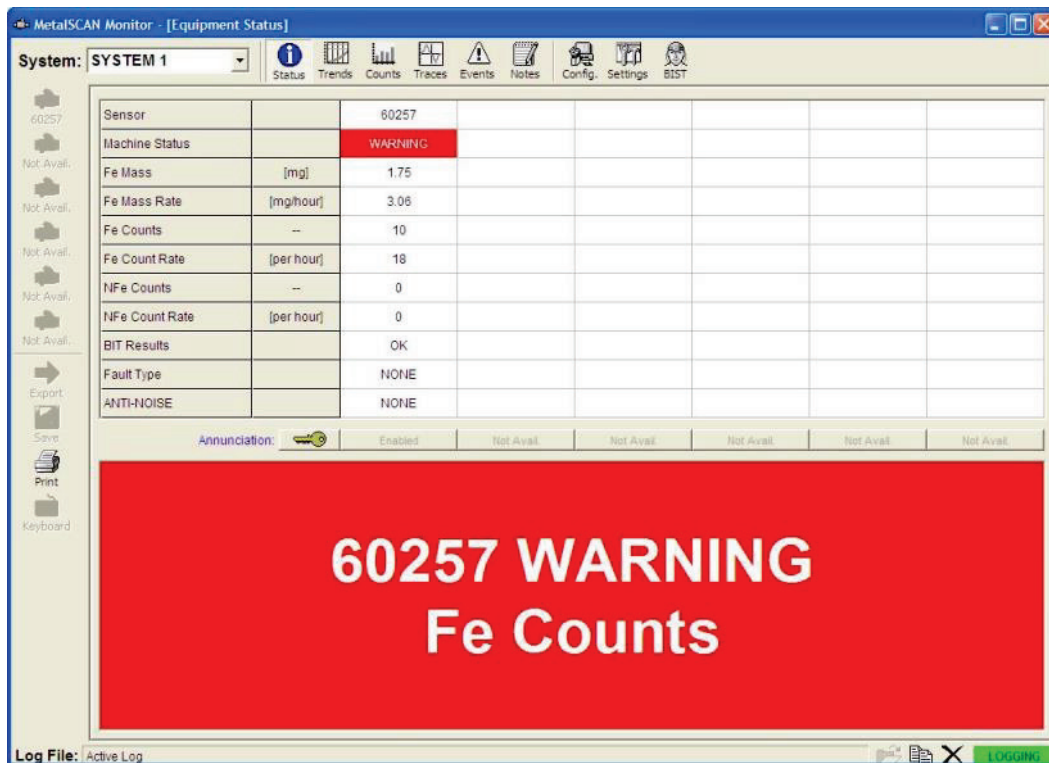 MetalSCAN Monitor - [Equipment Status]
System: SYSTEM 1
Status Trends Counts Traces Events Notes Config. Settings BIST
60257
Not Avail.
Not Avail.
Not Avail.
Not Avail.
Not Avail.
Export
Save
Print
Keyboard
Sensor 60257
Machine Status WARNING
Fe Mass [mg] 1.75
Fe Mass Rate [mg/hour] 3.06
Fe Counts -- 10
Fe Count Rate [per hour] 18
NFe Counts -- 0
NFe Count Rate [per hour] 0
BIT Results OK
Fault Type NONE
ANTI-NOISE NONE
Annunciation: Enabled Not Avail. Not Avail. Not Avail. Not Avail. Not Avail.
60257 WARNING
Fe Counts
Log File: Active Log LOGGING